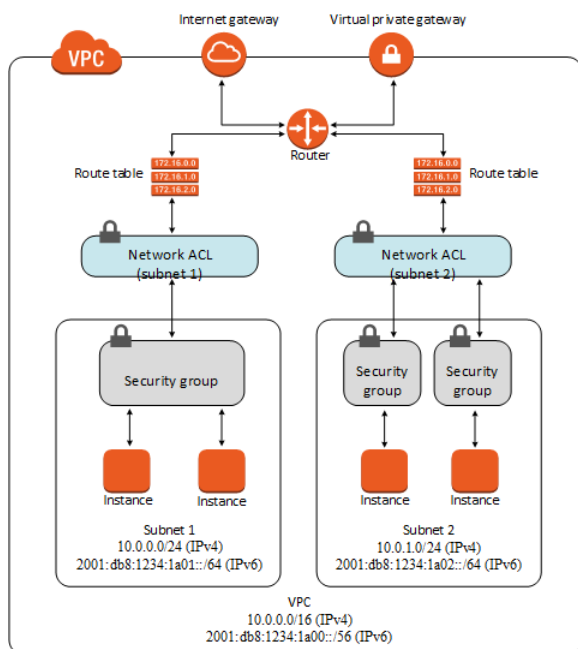 Internet gateway
Virtual private gateway
VPC
Router
Route table
172.16.0.0
172.16.1.0
172.16.2.0
172.16.0.0
172.16.1.0
172.16.2.0
Route table
Network ACL
(subnet 1)
Network ACL
(subnet 2)
Security group
Security
group
Security
group
Instance
Instance
Instance
Instance
Subnet 1
10.0.0.0/24 (IPv4)
2001:db8:1234:1a01::/64 (IPv6)
Subnet 2
10.0.1.0/24 (IPv4)
2001:db8:1234:1a02::/64 (IPv6)
VPC
10.0.0.0/16 (IPv4)
2001:db8:1234:1a00::/56 (IPv6)